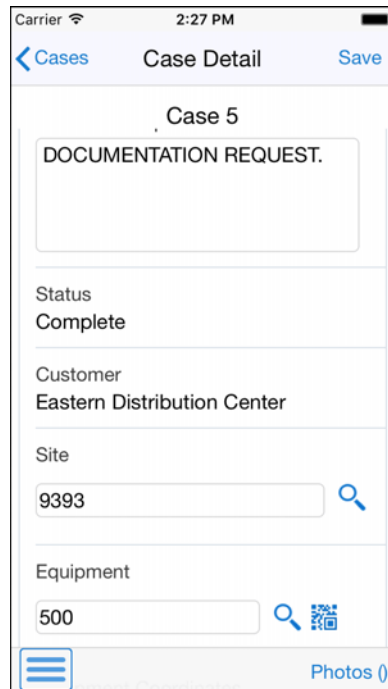 Carrier 2:27 PM
Cases Case Detail Save
Case 5
DOCUMENTATION REQUEST.
Status
Complete
Customer
Eastern Distribution Center
Site
9393
Equipment
500
Photos ()